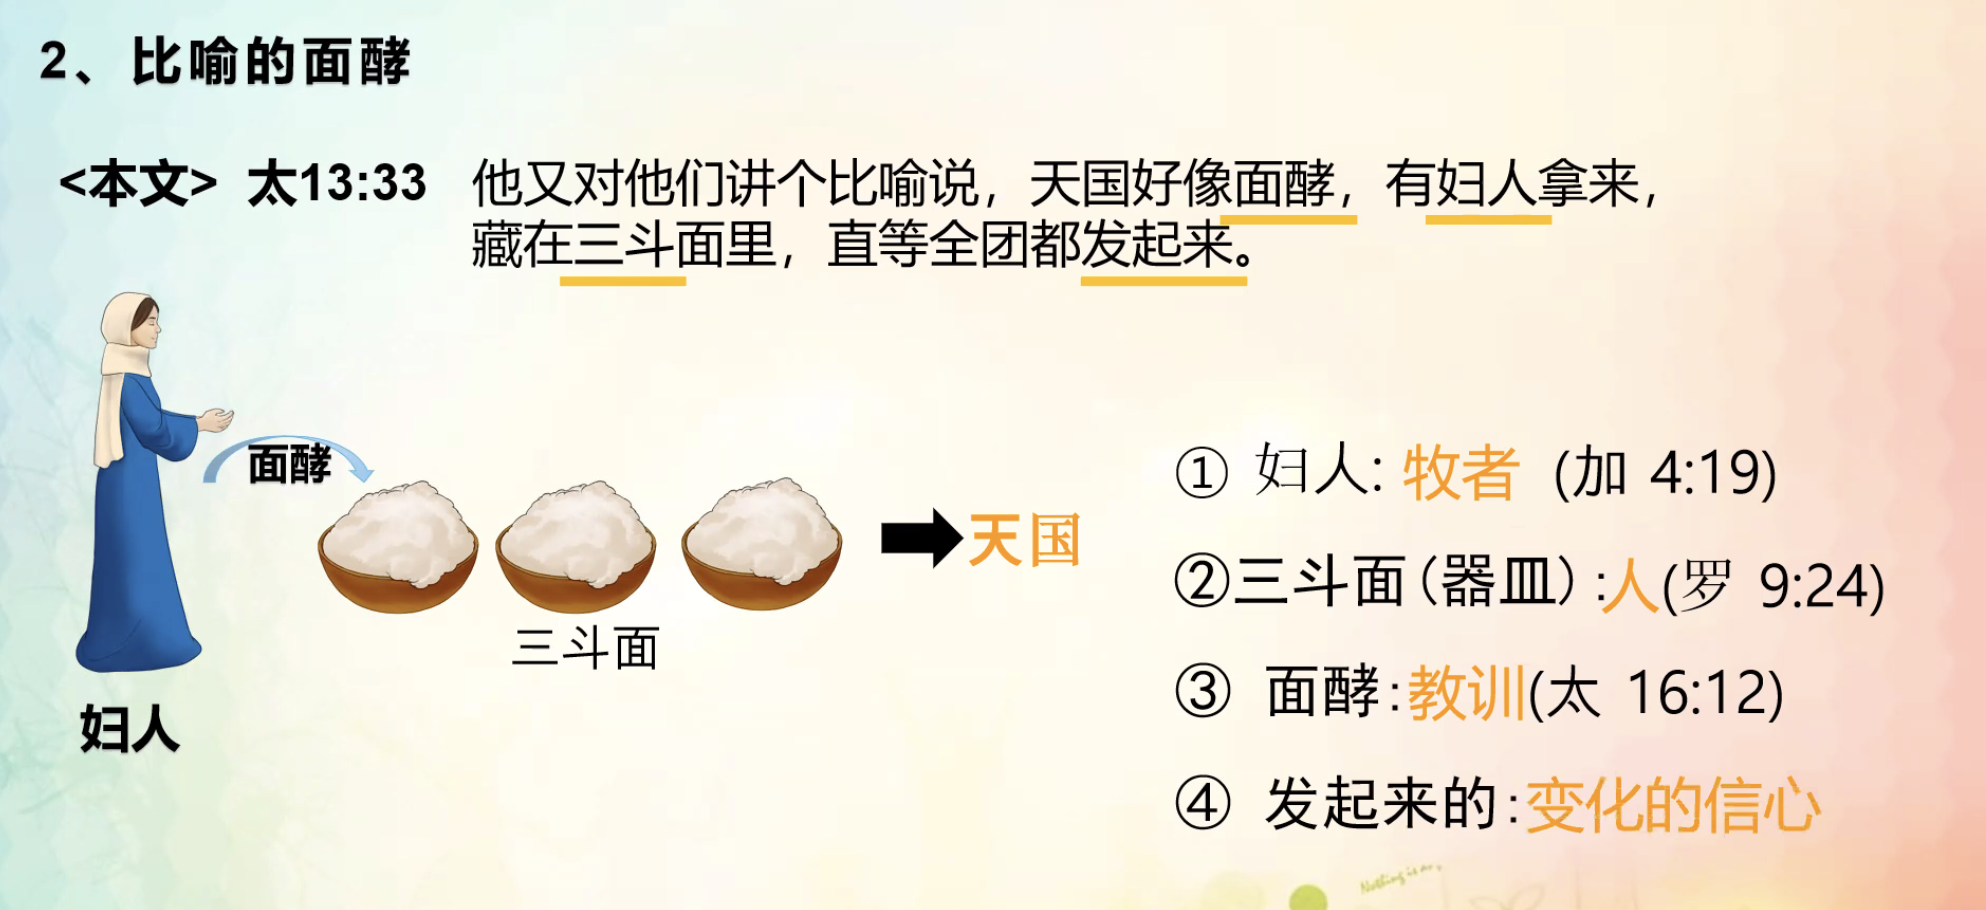 2、比喻的面酵
<本文> 太13:33 他又对他们讲个比喻说，天国好像面酵，有妇人拿来，
藏在三斗面里，直等全团都发起来。
面酵
天国
三斗面
妇人
① 妇人: 牧者 (加 4:19)
②三斗面(器皿):人(罗 9:24)
③ 面酵:教训(太 16:12)
④ 发起来的:变化的信心
Nothing is